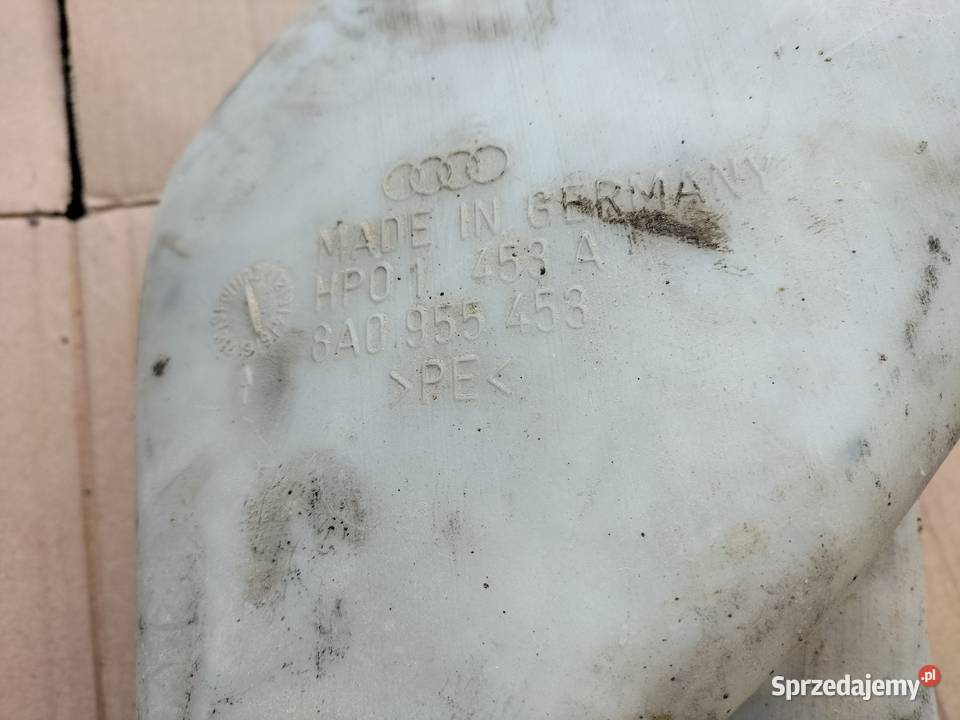 MADE IN GERMANY
HP01 453 A
8A0 955 453
>PE<
Sprzedajemy.pl